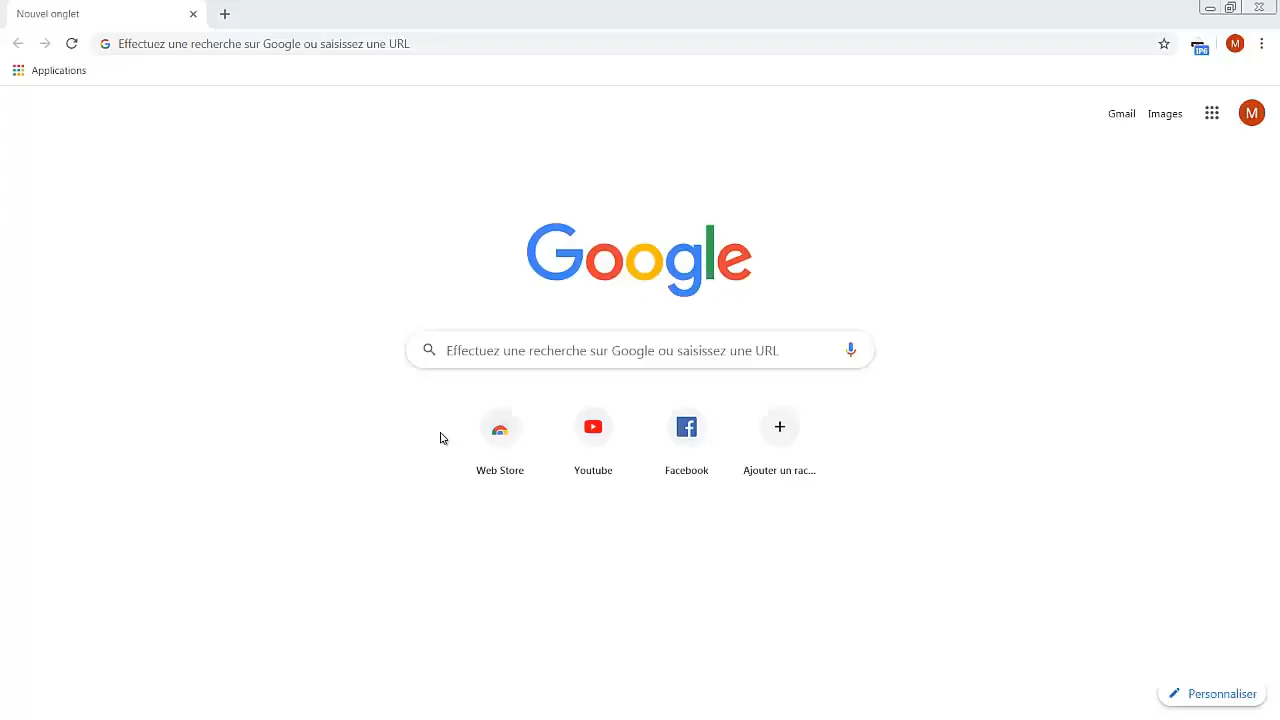 Nouvel onglet
Effectuez une recherche sur Google ou saisissez une URL
IP6
M
Applications
Gmail
Images
M
Google
Effectuez une recherche sur Google ou saisissez une URL
Web Store
Youtube
Facebook
Ajouter un rac...
Personnaliser